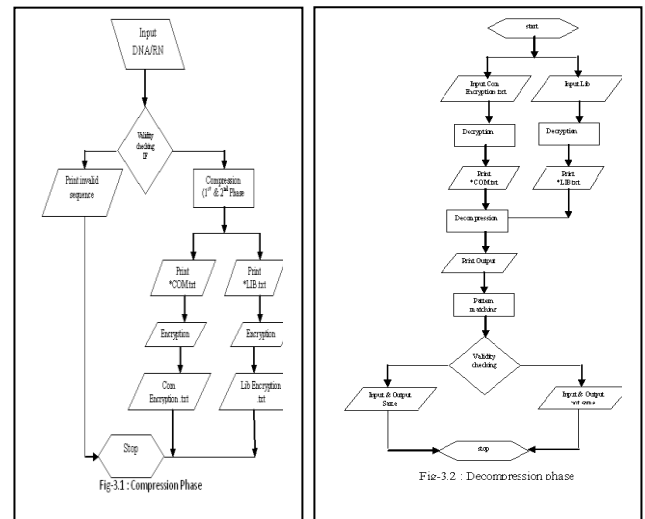 Input
DNA/RN
Validity
checking
IF
Print invalid
sequence
Compression
(1st & 2nd Phase
Print
*COM.txt
Print
*LIB.txt
Encryption
Encryption
Com
Encryption .txt
Lib Encryption
.txt
Stop
Fig-3.1 : Compression Phase
start
Input Com
Encryption.txt
Input Lib
Decryption
Decryption
Print
*COM.txt
Print
*LIB.txt
Decompression
Print Output
Pattern
matching
Validity
checking
Input & Output
Same
Input & Output
not same
stop
Fig-3.2 : Decompression phase